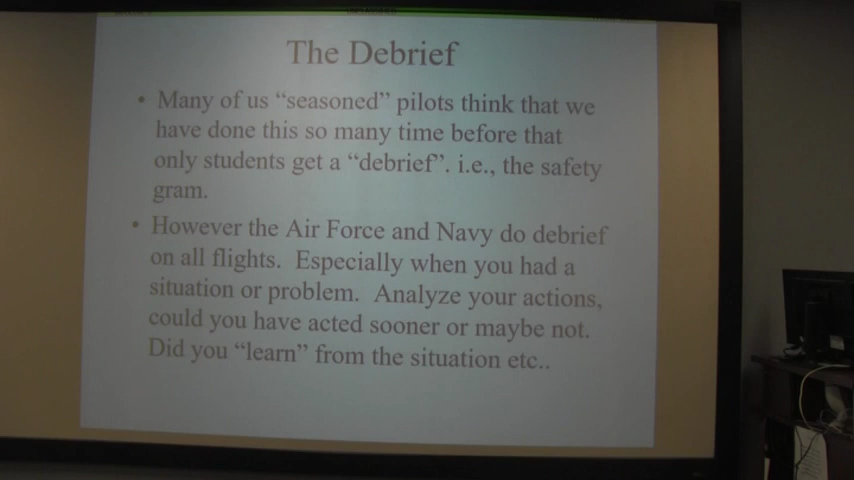 The Debrief
• Many of us “seasoned” pilots think that we
have done this so many time before that
only students get a “debrief”. i.e., the safety
gram.
• However the Air Force and Navy do debrief
on all flights. Especially when you had a
situation or problem. Analyze your actions,
could you have acted sooner or maybe not.
Did you “learn” from the situation etc..